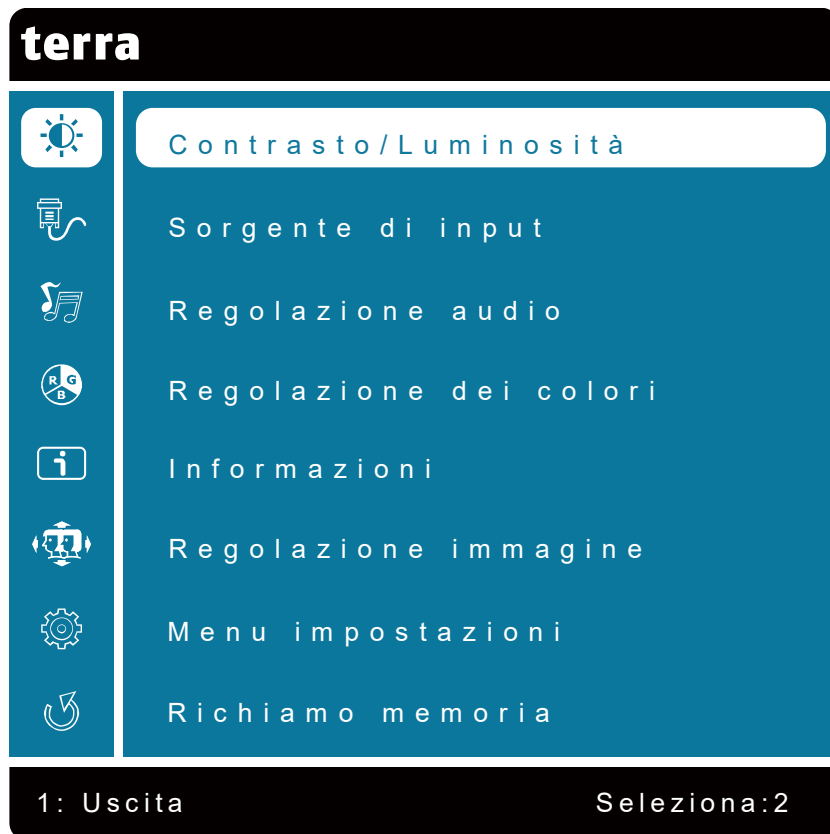 terra
Contrasto/Luminosità
Sorgente di input
Regolazione audio
R G
B
Regolazione dei colori
i
Informazioni
Regolazione immagine
Menu impostazioni
Richiamo memoria
1: Uscita Seleziona:2